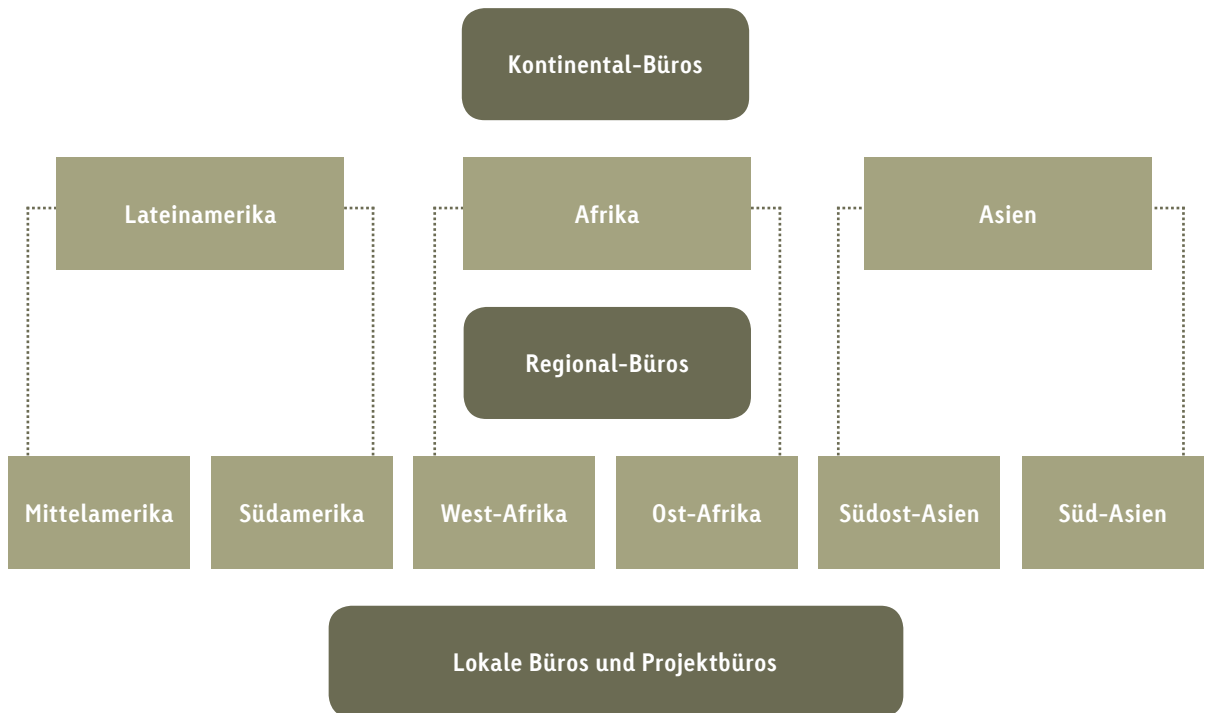 Kontinental-Büros
Lateinamerika
Afrika
Asien
Regional-Büros
Mittelamerika
Südamerika
West-Afrika
Ost-Afrika
Südost-Asien
Süd-Asien
Lokale Büros und Projektbüros